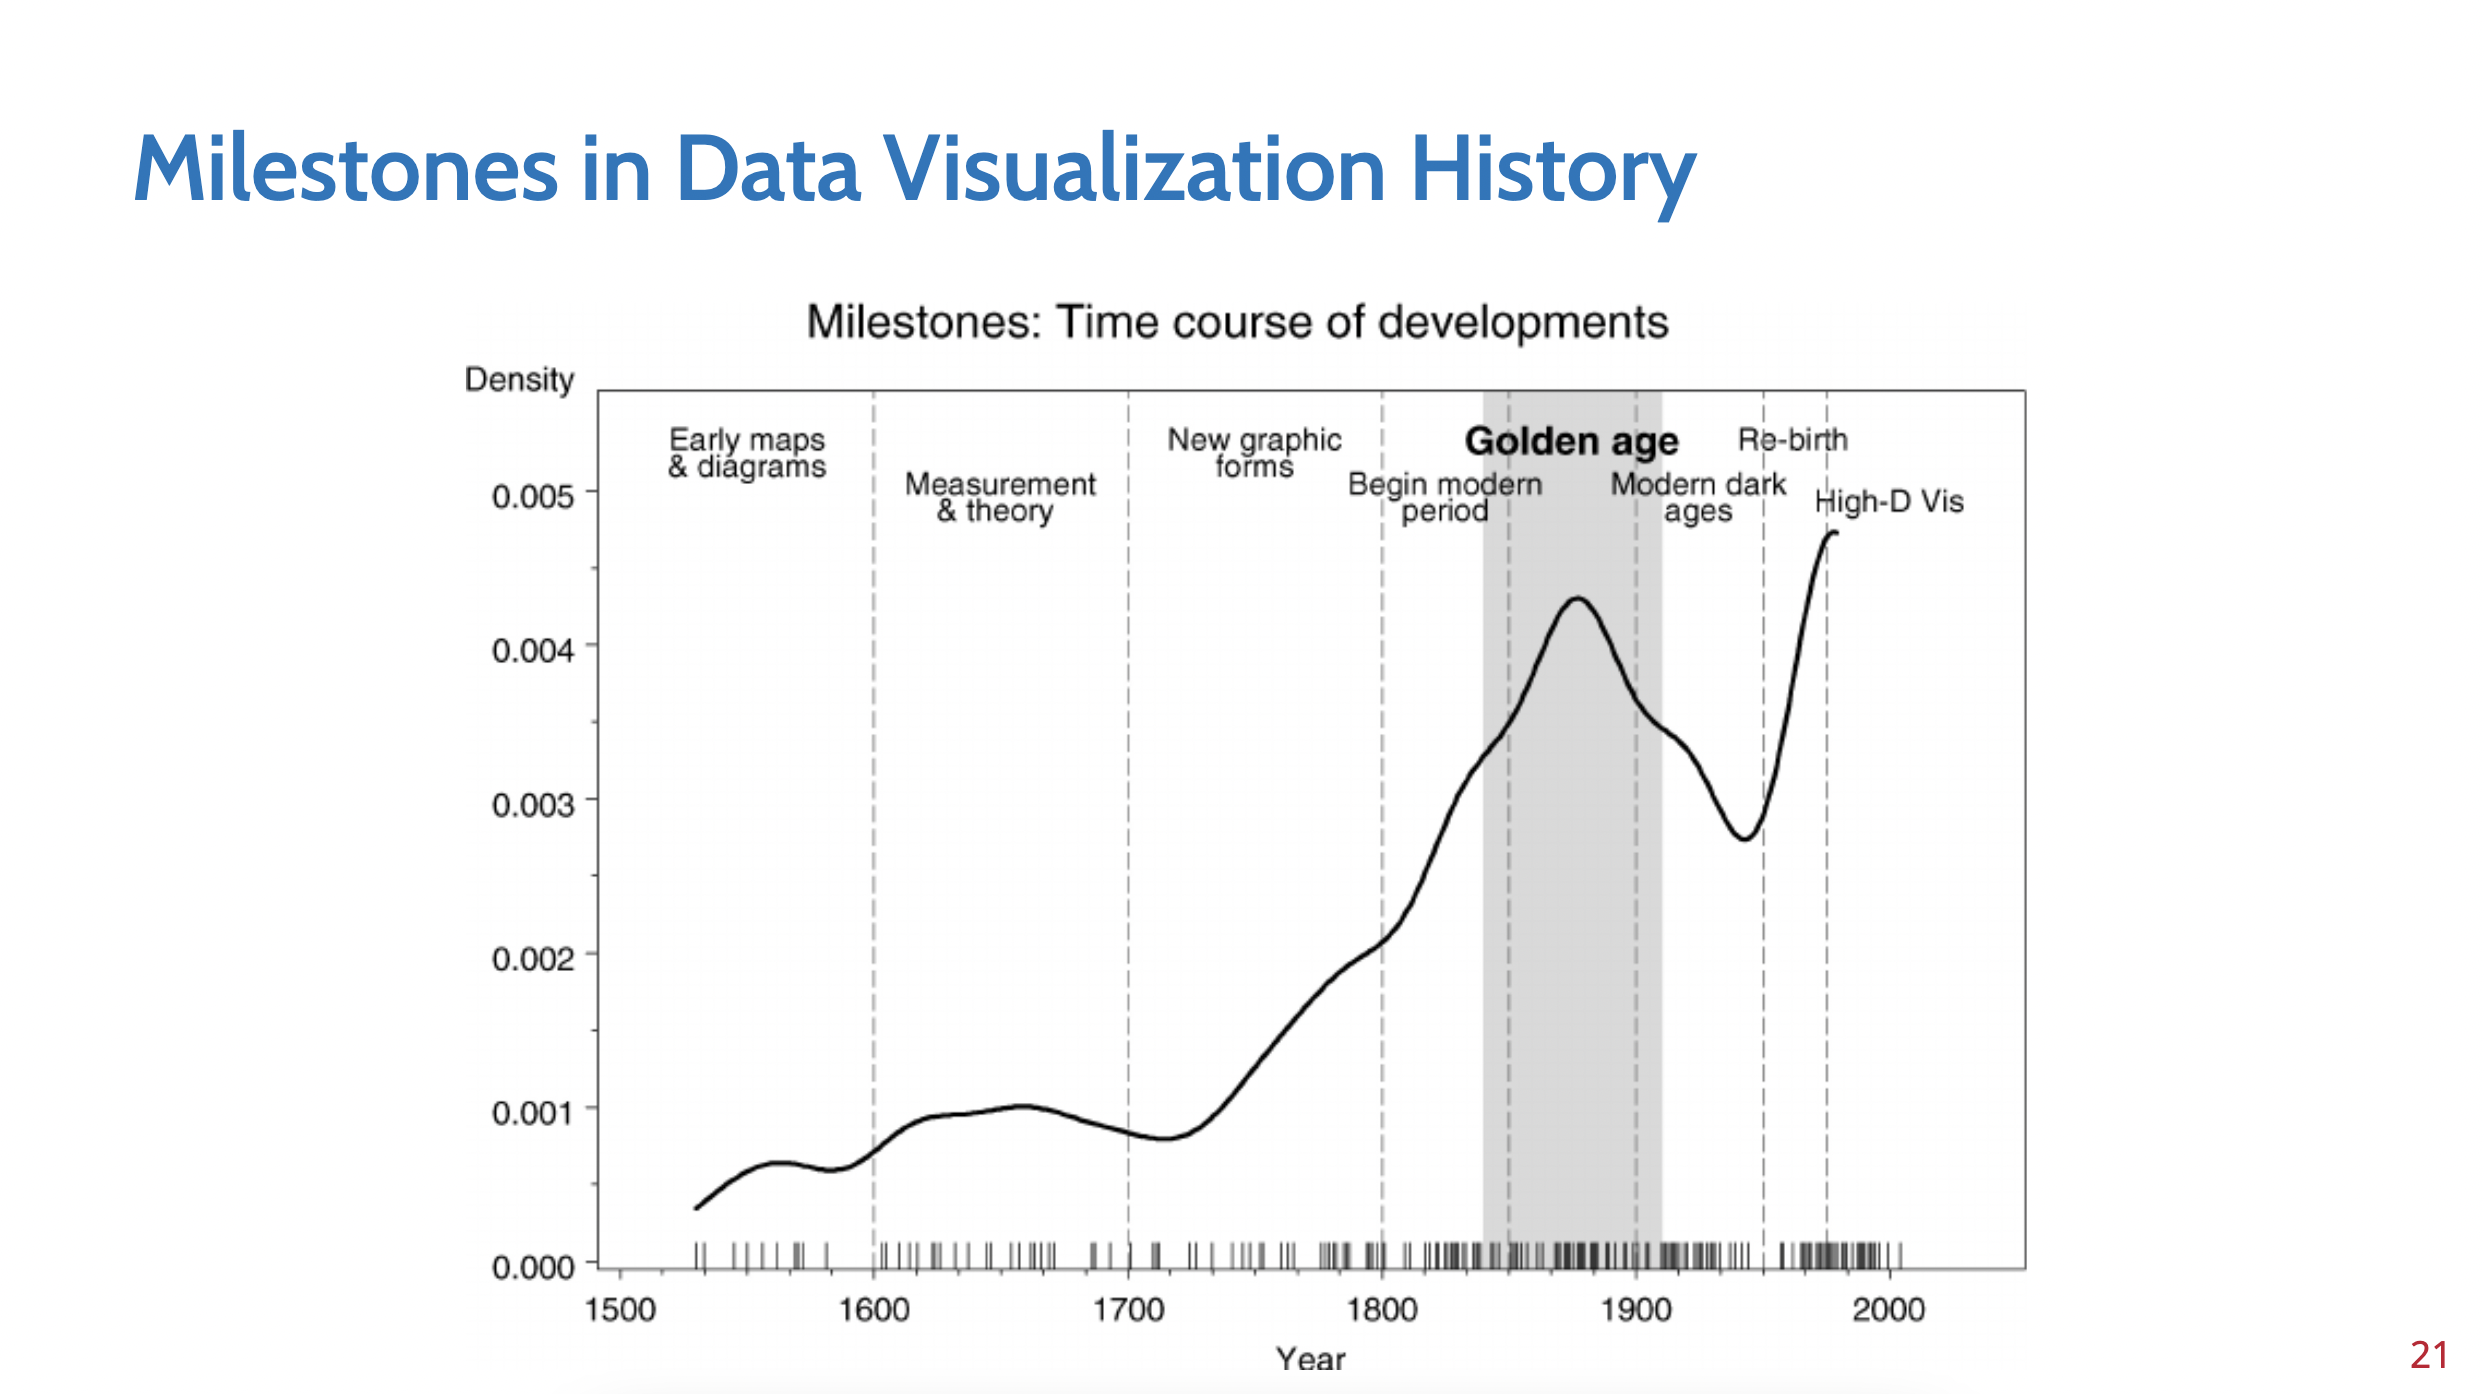 Milestones in Data Visualization History
Milestones: Time course of developments
Density
Early maps
& diagrams
Measurement
& theory
New graphic
forms
Begin modern
period
Golden age
Modern dark
ages
Re-birth
High-D Vis
0.005
0.004
0.003
0.002
0.001
0.000
1500 1600 1700 1800 1900 2000
Year
21